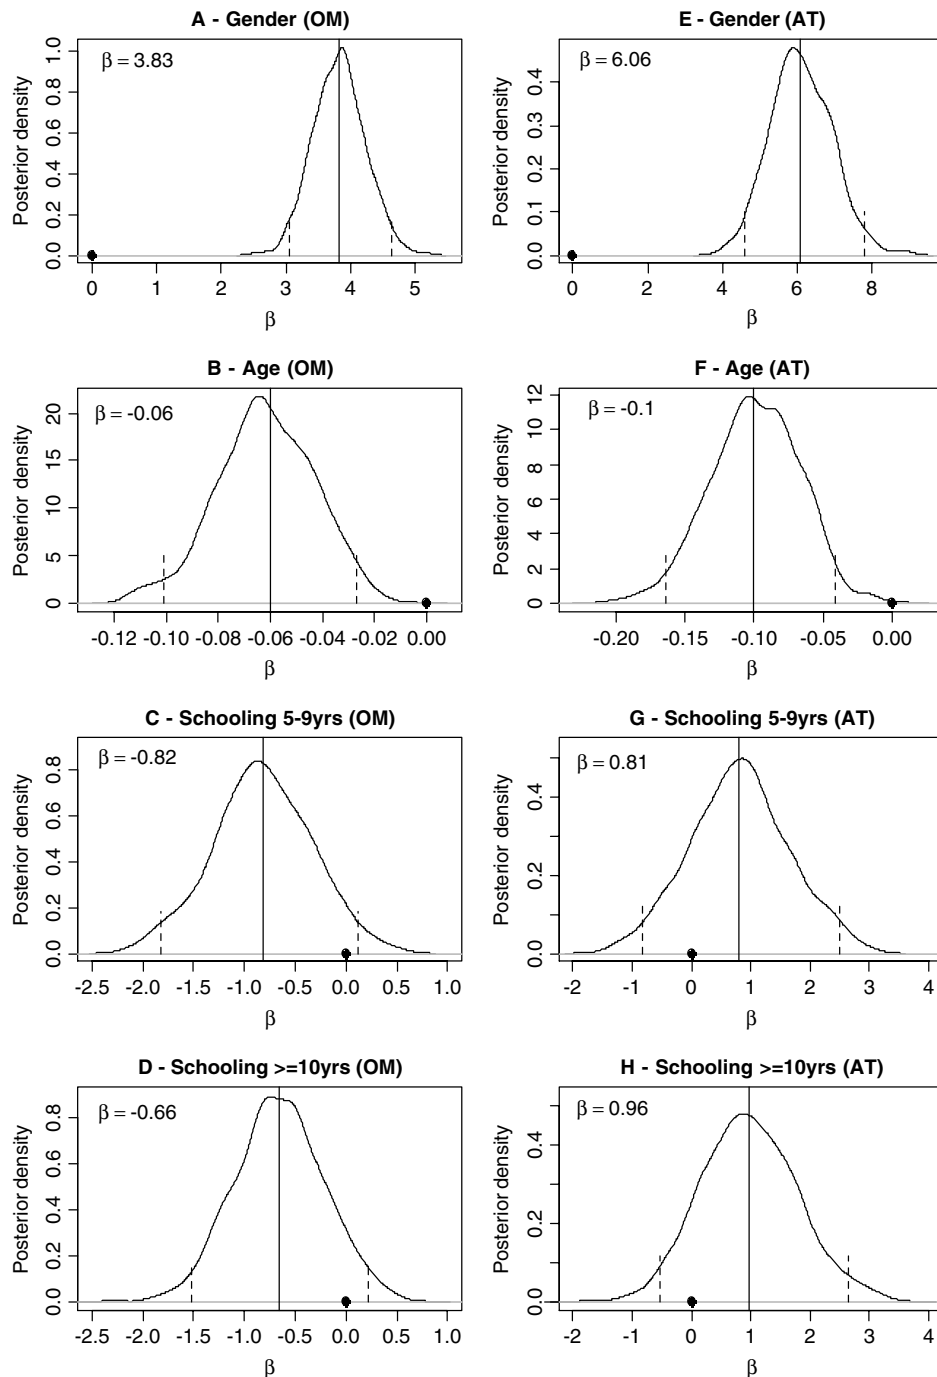 A - Gender (OM)
β = 3.83
Posterior density
0.0 0.2 0.4 0.6 0.8 1.0
0 1 2 3 4 5
β
E - Gender (AT)
β = 6.06
Posterior density
0.0 0.1 0.2 0.3 0.4
0 2 4 6 8
β
B - Age (OM)
β = -0.06
Posterior density
0 5 10 15 20
-0.12 -0.10 -0.08 -0.06 -0.04 -0.02 0.00
β
F - Age (AT)
β = -0.1
Posterior density
0 2 4 6 8 10 12
-0.20 -0.15 -0.10 -0.05 0.00
β
C - Schooling 5-9yrs (OM)
β = -0.82
Posterior density
0.0 0.2 0.4 0.6 0.8
-2.5 -2.0 -1.5 -1.0 -0.5 0.0 0.5 1.0
β
G - Schooling 5-9yrs (AT)
β = 0.81
Posterior density
0.0 0.2 0.4
-2 -1 0 1 2 3 4
β
D - Schooling >=10yrs (OM)
β = -0.66
Posterior density
0.0 0.2 0.4 0.6 0.8
-2.5 -2.0 -1.5 -1.0 -0.5 0.0 0.5 1.0
β
H - Schooling >=10yrs (AT)
β = 0.96
Posterior density
0.0 0.2 0.4
-2 -1 0 1 2 3 4
β